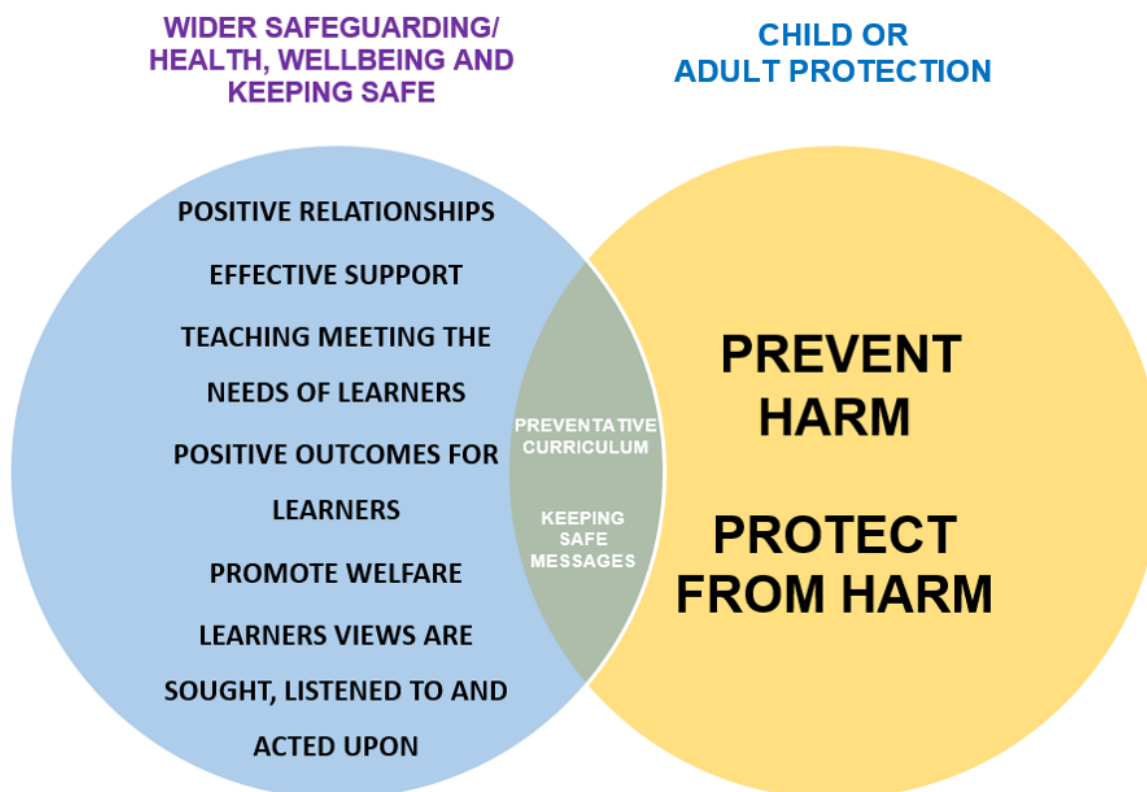 WIDER SAFEGUARDING/
HEALTH, WELLBEING AND
KEEPING SAFE
CHILD OR
ADULT PROTECTION
POSITIVE RELATIONSHIPS
EFFECTIVE SUPPORT
TEACHING MEETING THE
NEEDS OF LEARNERS
POSITIVE OUTCOMES FOR
LEARNERS
PROMOTE WELFARE
LEARNERS VIEWS ARE
SOUGHT, LISTENED TO AND
ACTED UPON
PREVENTATIVE
CURRICULUM
KEEPING
SAFE
MESSAGES
PREVENT
HARM
PROTECT
FROM HARM